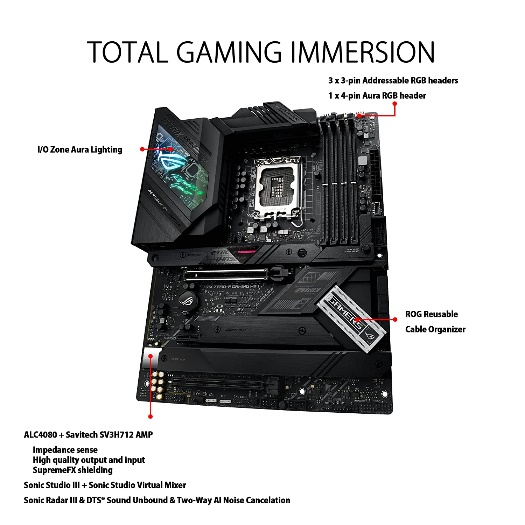 TOTAL GAMING IMMERSION
3 x 3-pin Addressable RGB headers
1 x 4-pin Aura RGB header
I/O Zone Aura Lighting
ROG Reusable
Cable Organizer
GAMERS
ALC4080 + Savitech SV3H712 AMP
Impedance sense
High quality output and input
SupremeFX shielding
Sonic Studio III + Sonic Studio Virtual Mixer
Sonic Radar III & DTS® Sound Unbound & Two-Way AI Noise Cancelation